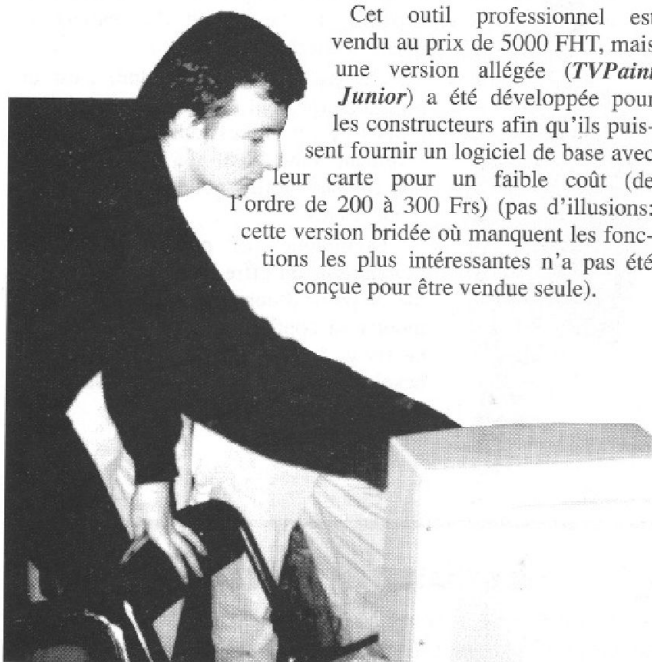 Cet outil professionnel est
vendu au prix de 5000 FHT, mais
une version allégée (TVPaint
Junior) a été développée pour
les constructeurs afin qu'ils puis-
sent fournir un logiciel de base avec
leur carte pour un faible coût (de
l'ordre de 200 à 300 Frs) (pas d'illusions:
cette version bridée où manquent les fonc-
tions les plus intéressantes n'a pas été
conçue pour être vendue seule).